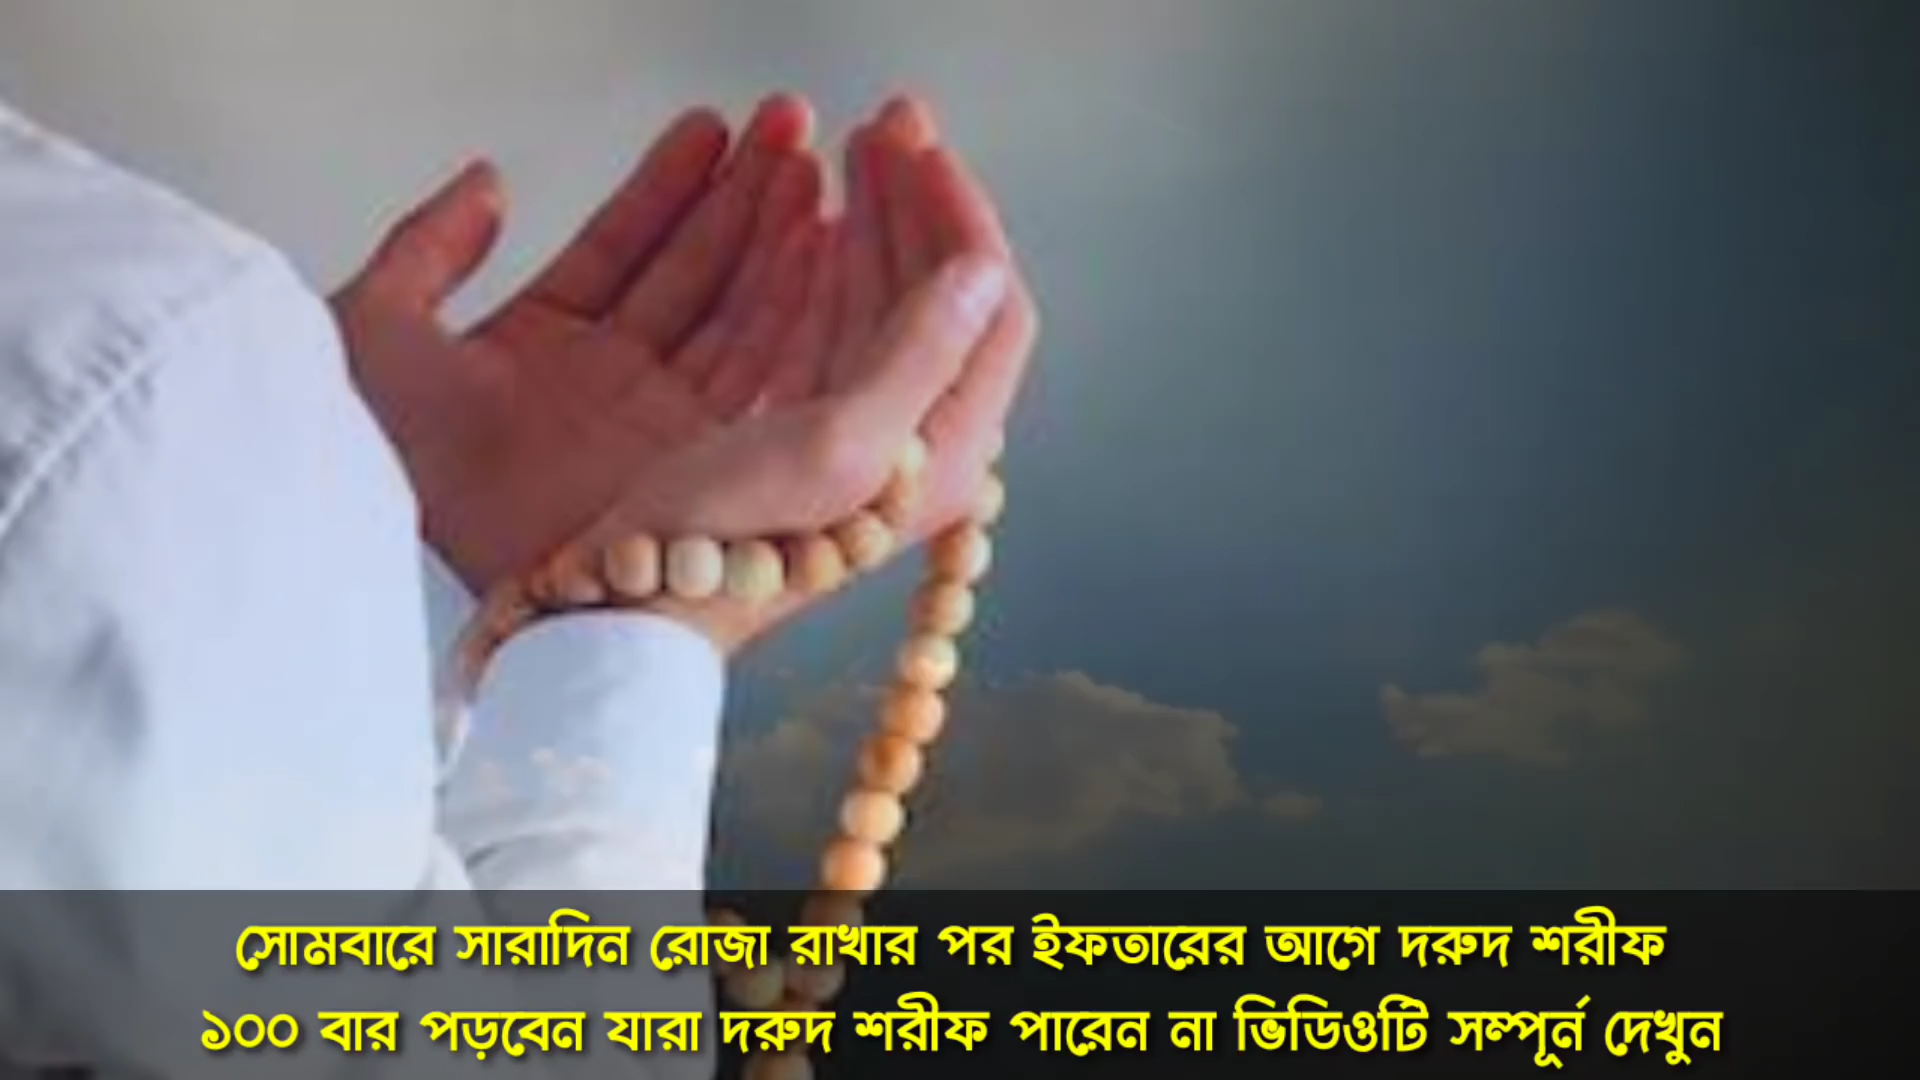 সোমবারে সারাদিন রোজা রাখার পর ইফতারের আগে দরুদ শরীফ
১০০ বার পড়বেন যারা দরুদ শরীফ পারেন না ভিডিওটি সম্পূর্ন দেখুন